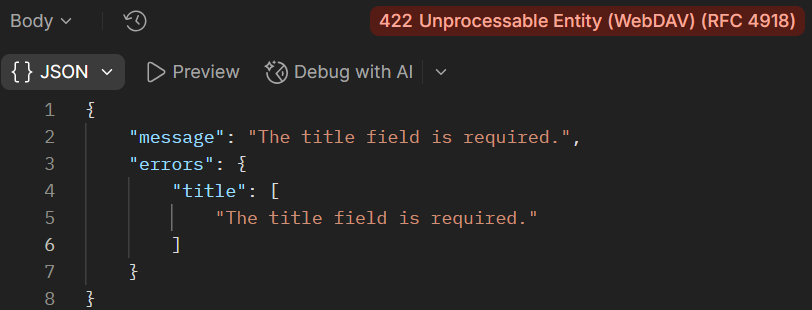 Body
422 Unprocessable Entity (WebDAV) (RFC 4918)
{} JSON Preview Debug with AI
1 {
2 "message": "The title field is required.",
3 "errors": {
4 "title": [
5 "The title field is required."
6 ]
7 }
8 }